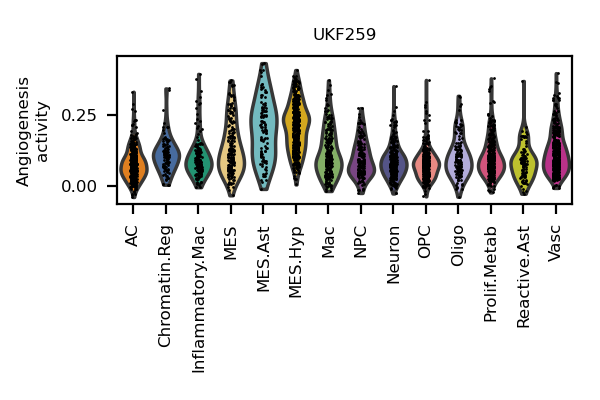 UKF259
Angiogenesis
activity
0.25
0.00
AC
Chromatin.Reg
Inflammatory.Mac
MES
MES.Ast
MES.Hyp
Mac
NPC
Neuron
OPC
Oligo
Prolif.Metab
Reactive.Ast
Vasc